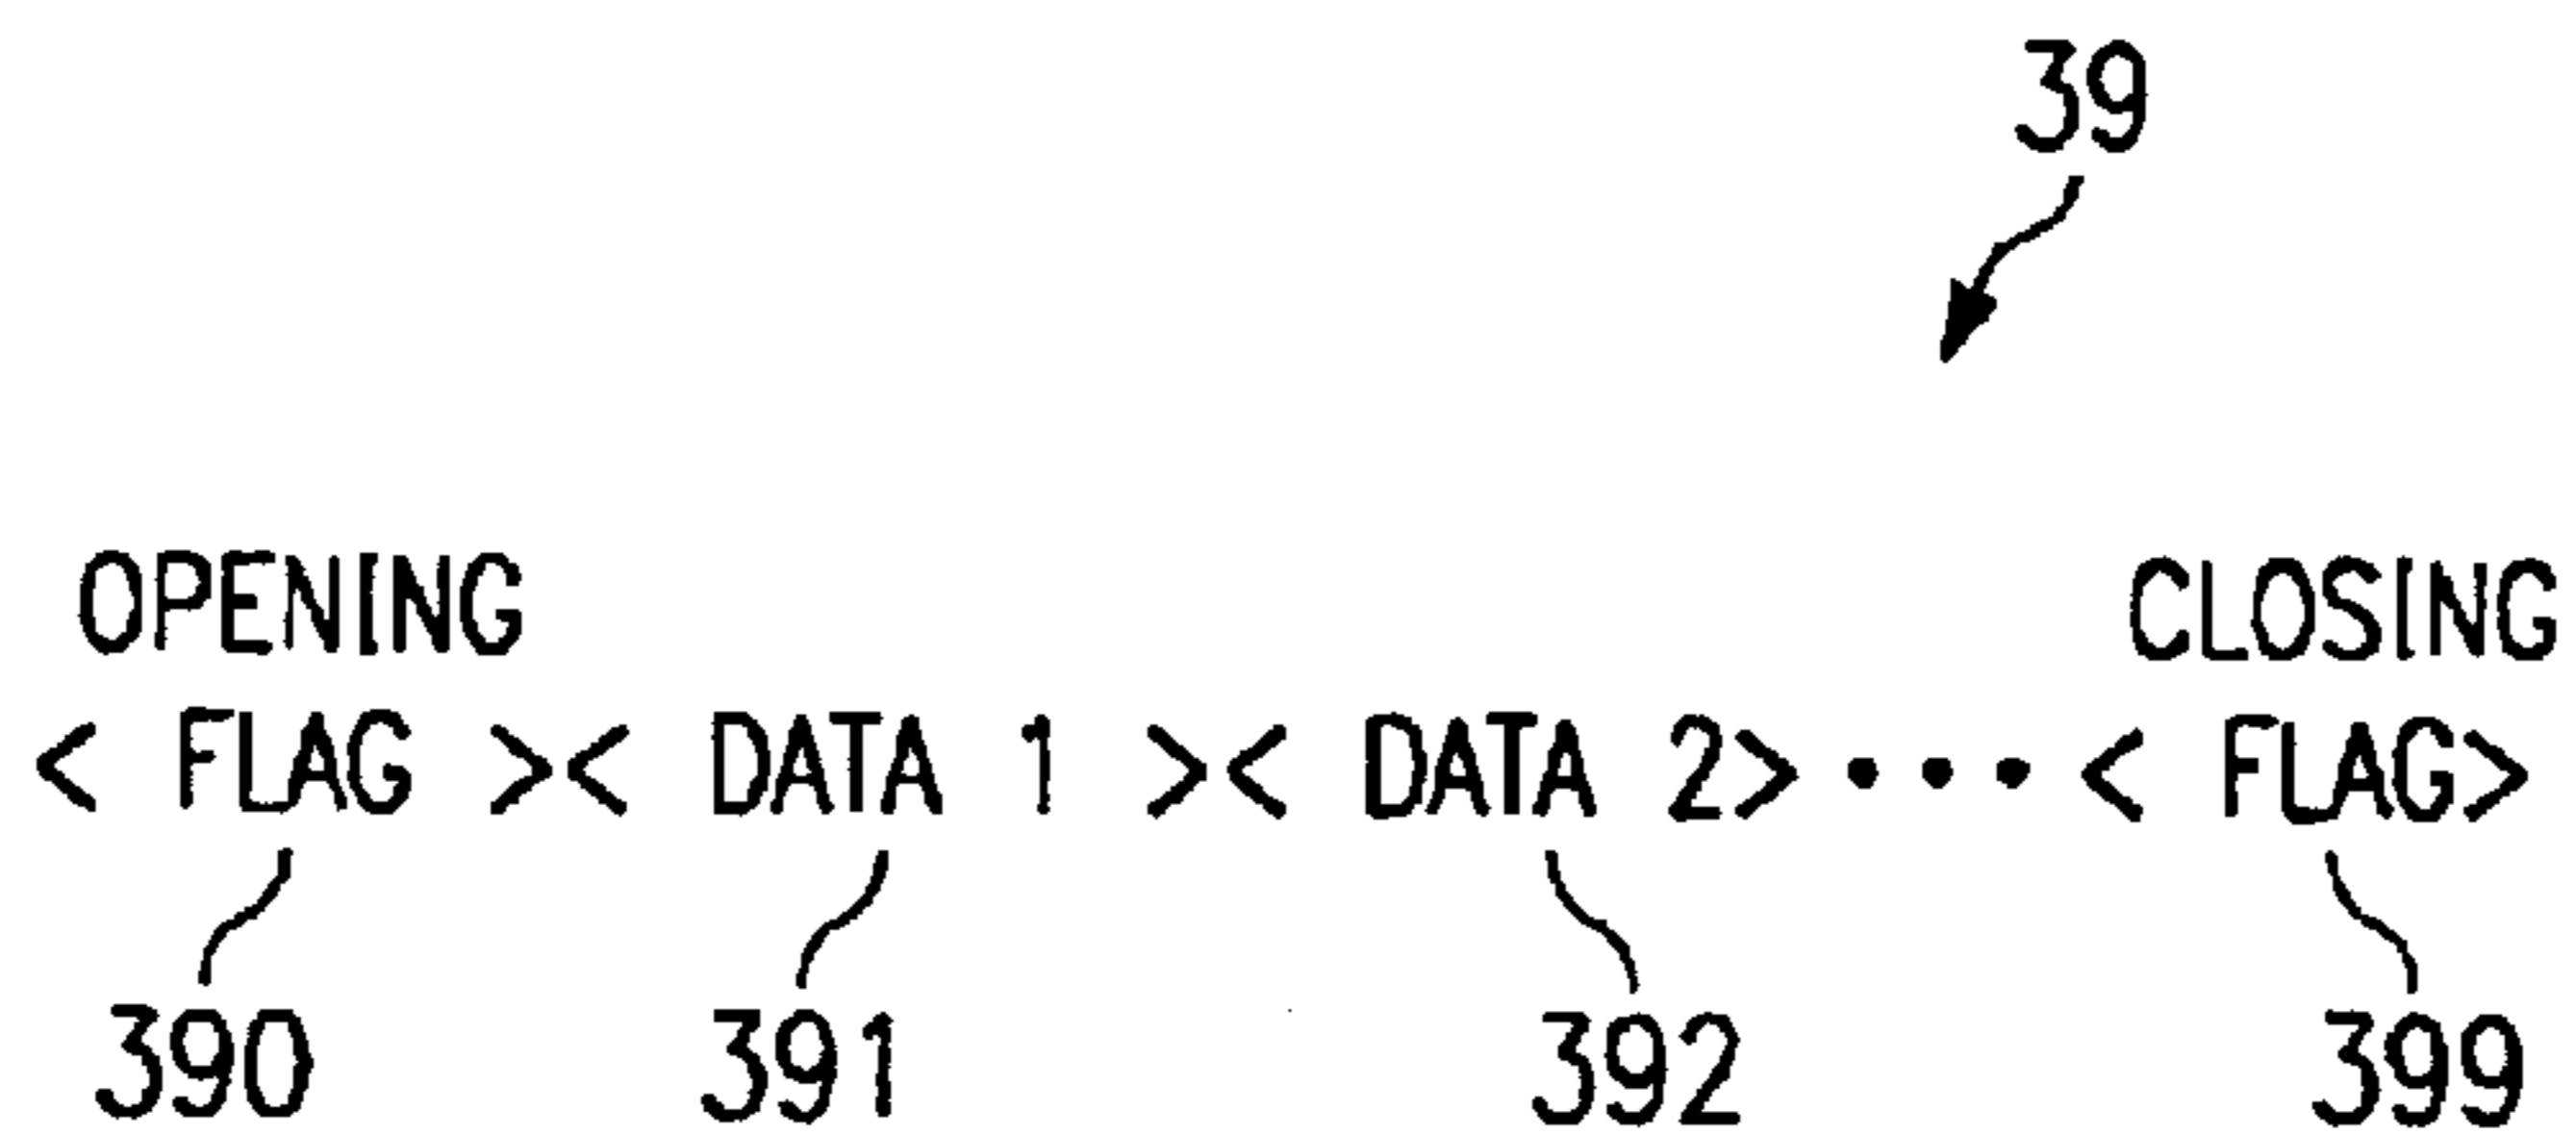 39
OPENING CLOSING
< FLAG >< DATA 1 >< DATA 2>•••< FLAG>
390 391 392 399